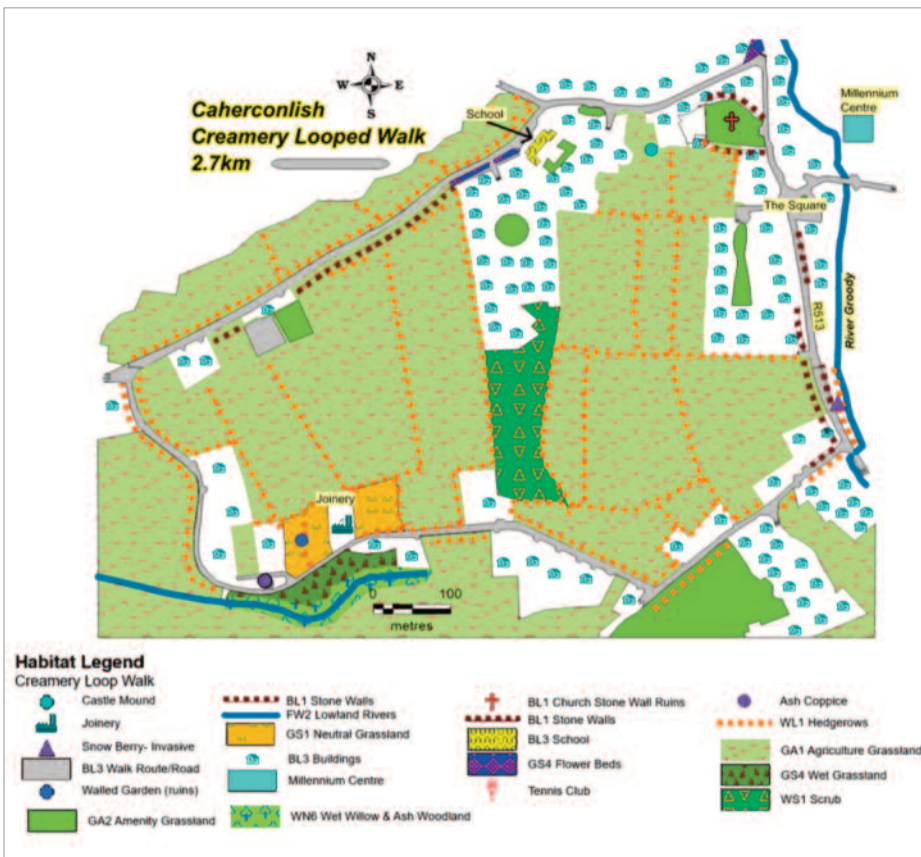 N
W E
S
Caherconlish
Creamery Looped Walk
2.7km
School
Millennium
Centre
The Square
R513
River Groody
Joinery
0 100
metres
Habitat Legend
Creamery Loop Walk
Castle Mound
Joinery
Snow Berry- Invasive
BL3 Walk Route/Road
Walled Garden (ruins)
GA2 Amenity Grassland
BL1 Stone Walls
FW2 Lowland Rivers
GS1 Neutral Grassland
BL3 Buildings
Millennium Centre
WN6 Wet Willow & Ash Woodland
BL1 Church Stone Wall Ruins
BL1 Stone Walls
BL3 School
GS4 Flower Beds
Tennis Club
Ash Coppice
WL1 Hedgerows
GA1 Agriculture Grassland
GS4 Wet Grassland
WS1 Scrub